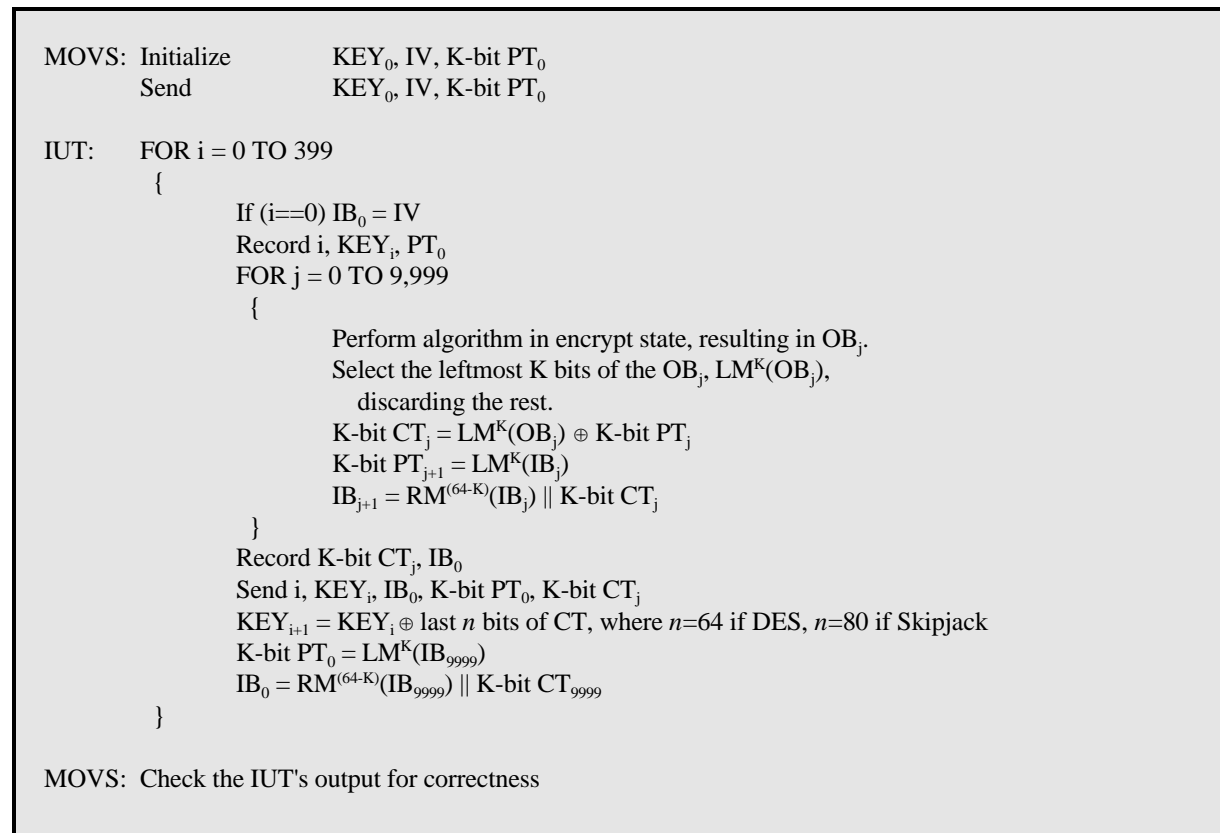 MOVS: Initialize KEY₀, IV, K-bit PT₀
Send KEY₀, IV, K-bit PT₀
IUT: FOR i = 0 TO 399
{
If (i==0) IB₀ = IV
Record i, KEYᵢ, PT₀
FOR j = 0 TO 9,999
{
Perform algorithm in encrypt state, resulting in OBⱼ.
Select the leftmost K bits of the OBⱼ, LMᴷ(OBⱼ),
discarding the rest.
K-bit CTⱼ = LMᴷ(OBⱼ) ⊕ K-bit PTⱼ
K-bit PTⱼ₊₁ = LMᴷ(IBⱼ)
IBⱼ₊₁ = RM⁽⁶⁴⁻ᴷ⁾(IBⱼ) || K-bit CTⱼ
}
Record K-bit CTⱼ, IB₀
Send i, KEYᵢ, IB₀, K-bit PT₀, K-bit CTⱼ
KEYᵢ₊₁ = KEYᵢ ⊕ last n bits of CT, where n=64 if DES, n=80 if Skipjack
K-bit PT₀ = LMᴷ(IB₉₉₉₉)
IB₀ = RM⁽⁶⁴⁻ᴷ⁾(IB₉₉₉₉) || K-bit CT₉₉₉₉
}
MOVS: Check the IUT's output for correctness